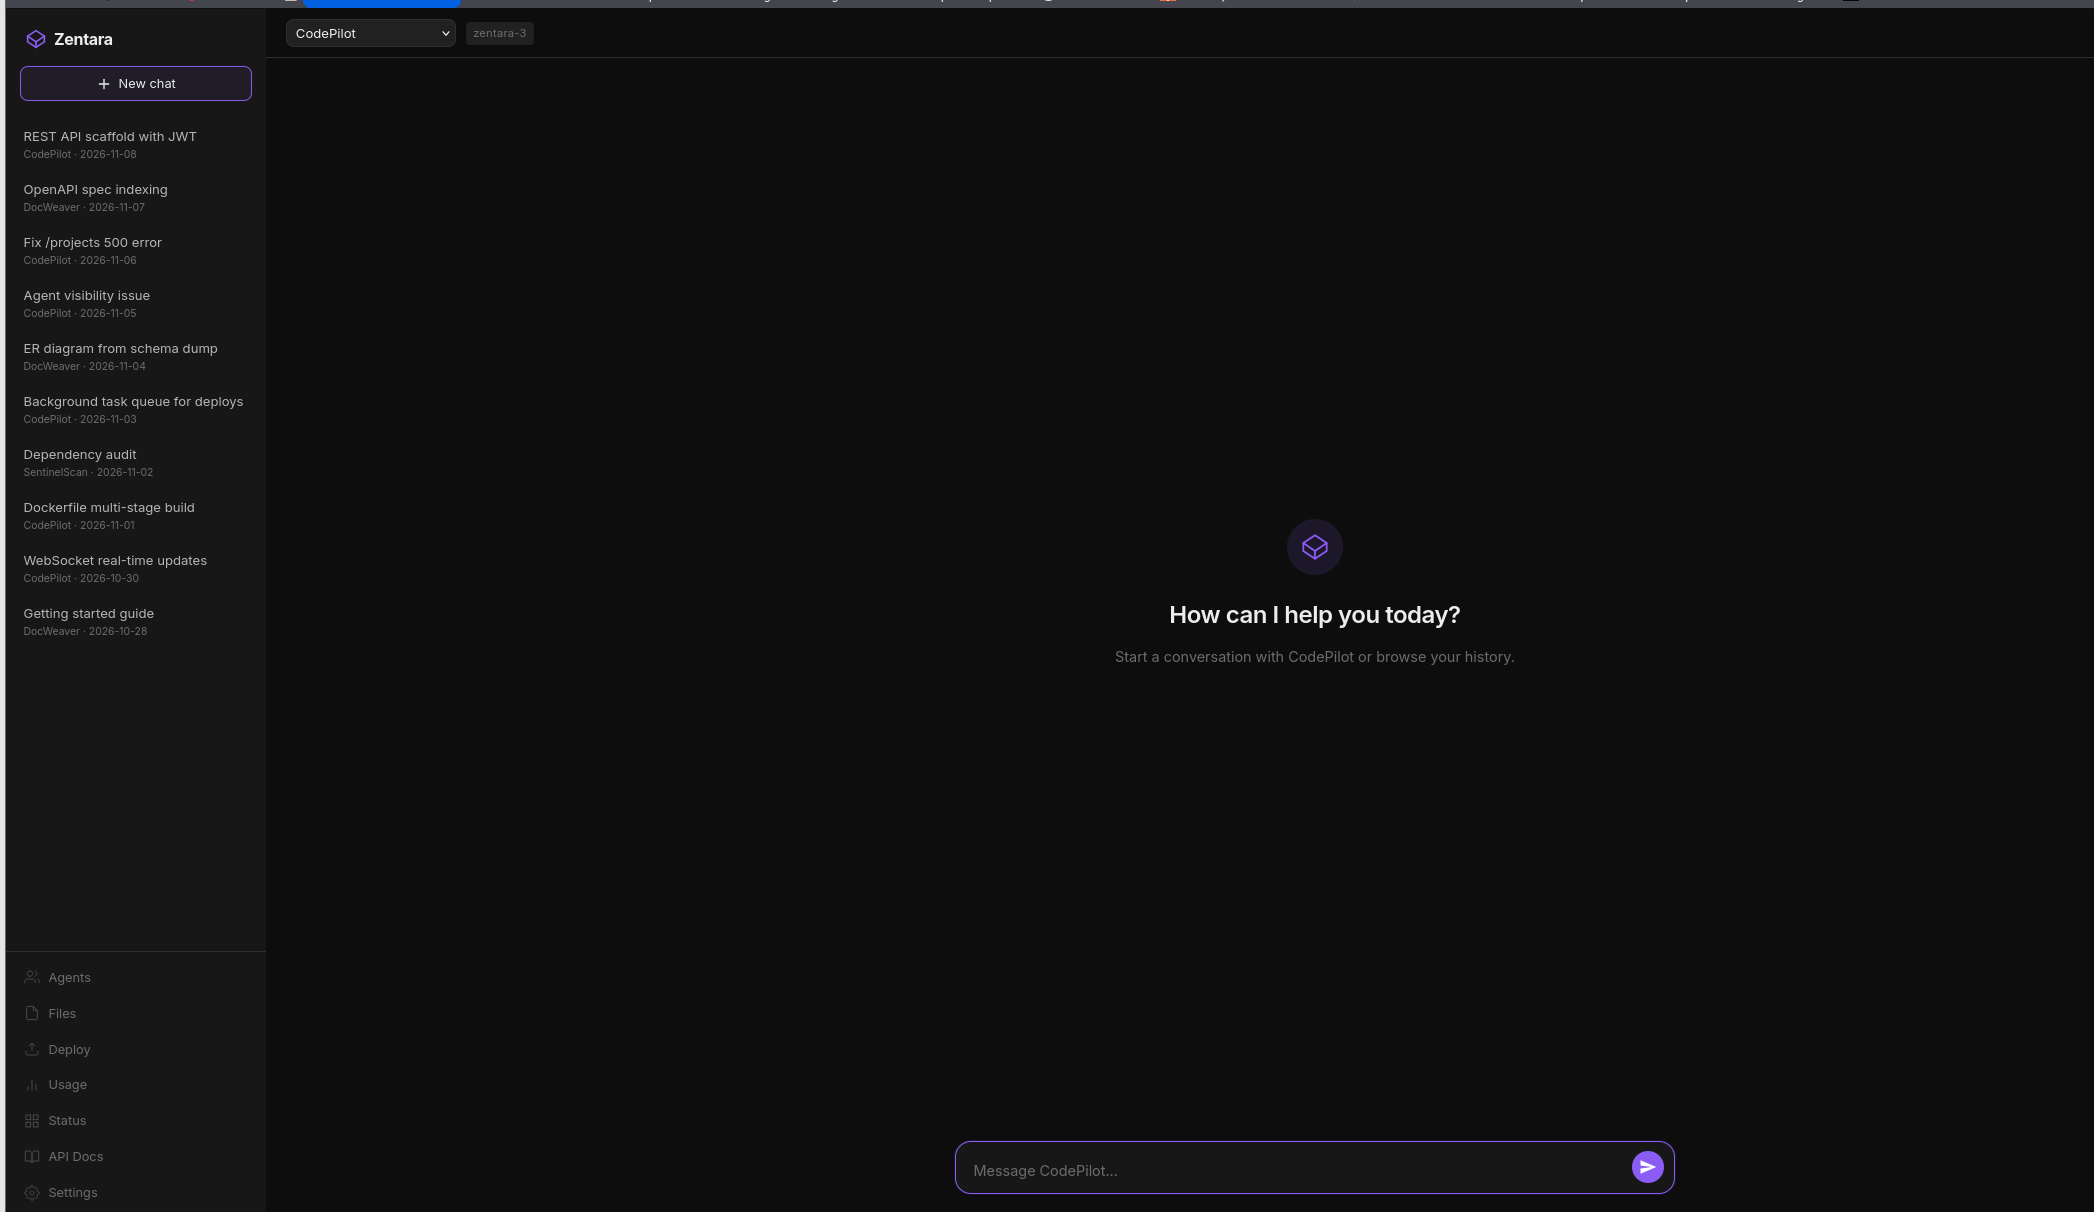 Zentara
New chat
REST API scaffold with JWT
CodePilot · 2026-11-08
OpenAPI spec indexing
DocWeaver · 2026-11-07
Fix /projects 500 error
CodePilot · 2026-11-06
Agent visibility issue
CodePilot · 2026-11-05
ER diagram from schema dump
DocWeaver · 2026-11-04
Background task queue for deploys
CodePilot · 2026-11-03
Dependency audit
SentinelScan · 2026-11-02
Dockerfile multi-stage build
CodePilot · 2026-11-01
WebSocket real-time updates
CodePilot · 2026-10-30
Getting started guide
DocWeaver · 2026-10-28
Agents
Files
Deploy
Usage
Status
API Docs
Settings
CodePilot
zentara-3
How can I help you today?
Start a conversation with CodePilot or browse your history.
Message CodePilot...